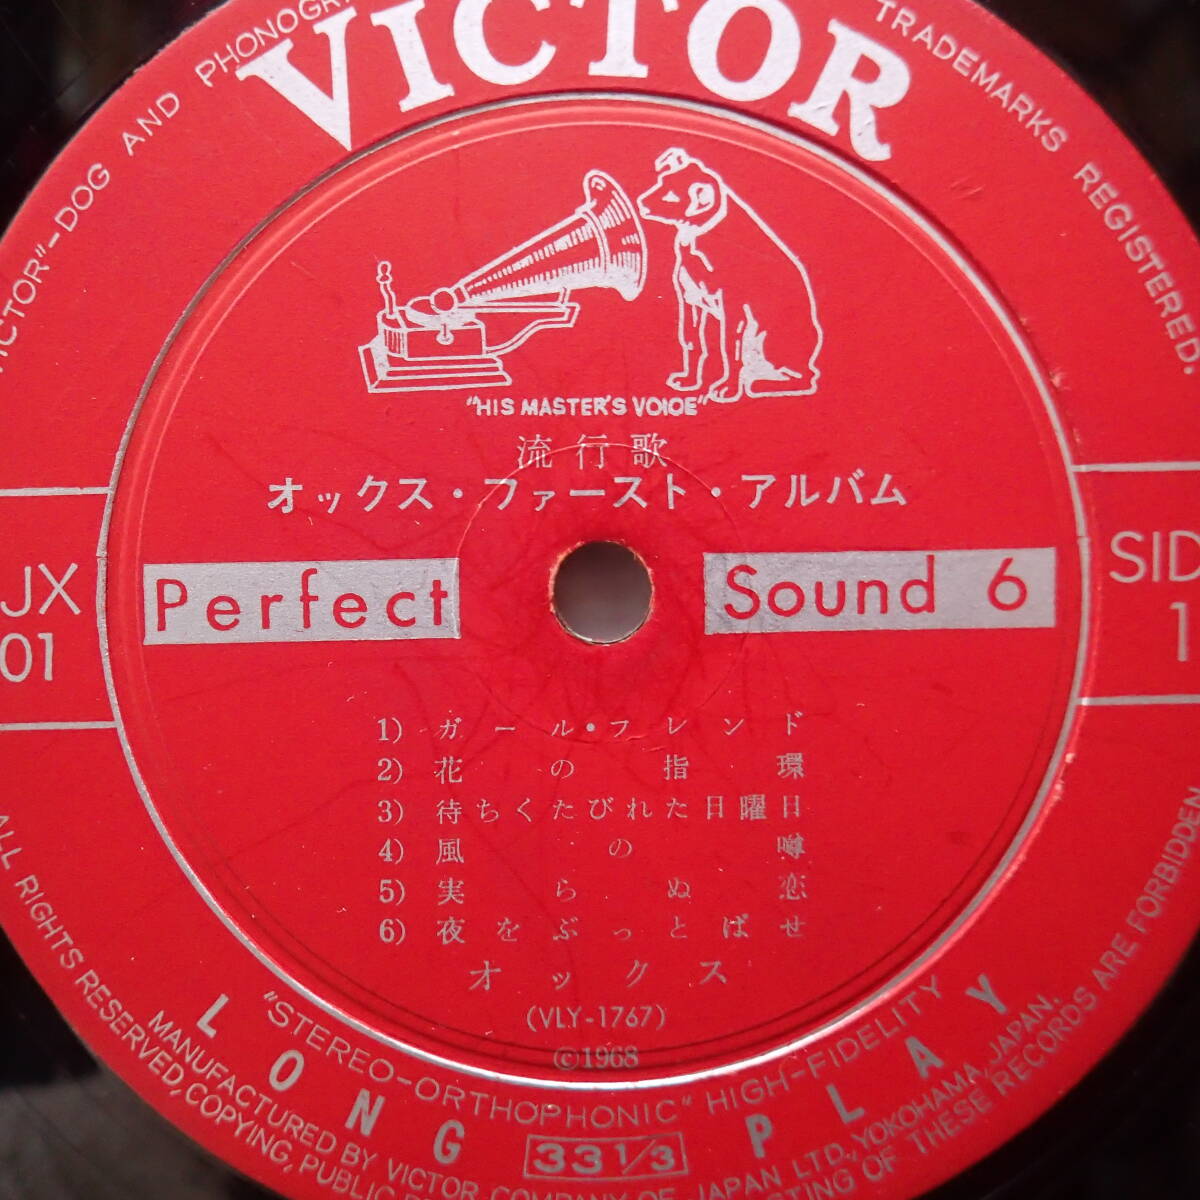 VICTOR
VICTOR"-DOG AND PHONOGR
TRADEMARKS REGISTERED.
"HIS MASTER'S VOICE"
流行歌
オックス・ファースト・アルバム
JX
01
Perfect Sound 6
SID
1
1) ガール・フレンド
2) 花の指環
3) 待ちくたびれた日曜日
4) 風の噂
5) 実らぬ恋
6) 夜をぶっとばせ
オックス
(VLY-1767)
©1968
"STEREO-ORTHOPHONIC" HIGH-FIDELITY
LONG PLAY
33 1/3
MANUFACTURED BY VICTOR COMPANY OF JAPAN LTD., YOKOHAMA, JAPAN.
ALL RIGHTS RESERVED, COPYING, PUBLIC PE
STING OF THESE RECORDS ARE FORBIDDEN